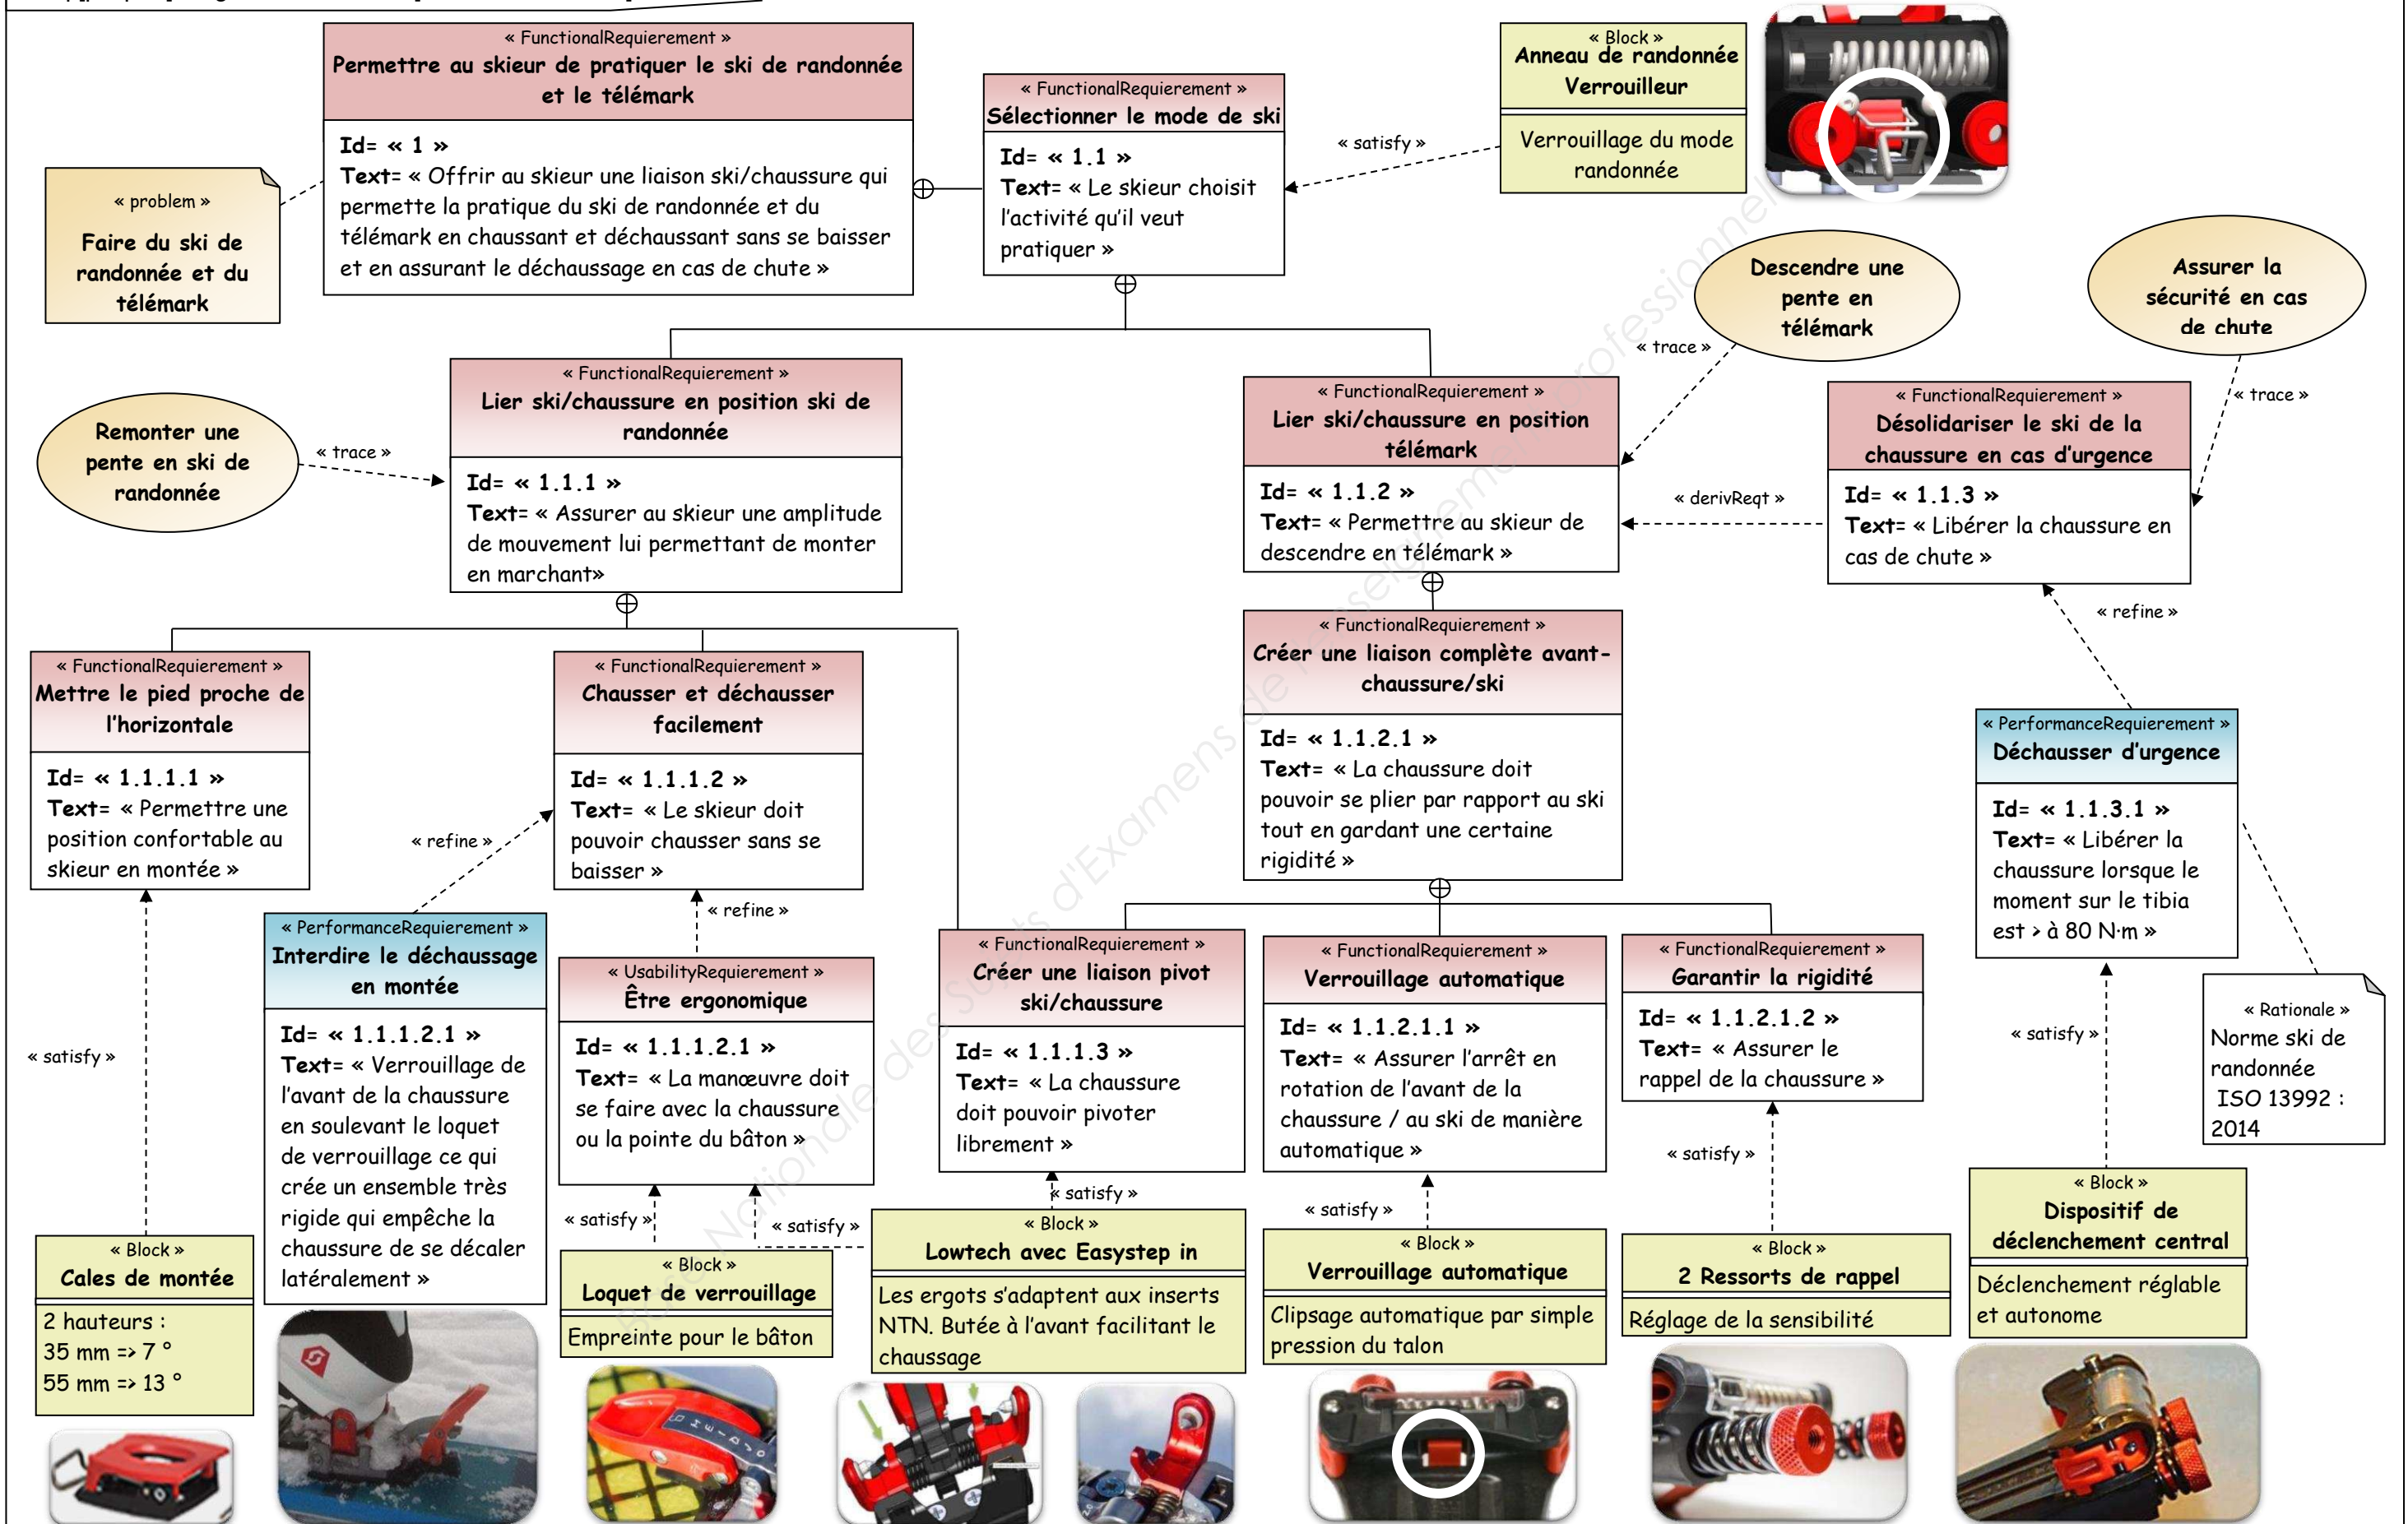 « FunctionalRequierement »
Permettre au skieur de pratiquer le ski de randonnée
et le télémark
Id= « 1 »
Text= « Offrir au skieur une liaison ski/chaussure qui
permette la pratique du ski de randonnée et du
télémark en chaussant et déchaussant sans se baisser
et en assurant le déchaussage en cas de chute »
« problem »
Faire du ski de
randonnée et du
télémark
« FunctionalRequierement »
Sélectionner le mode de ski
Id= « 1.1 »
Text= « Le skieur choisit
l'activité qu'il veut
pratiquer »
« satisfy »
« Block »
Anneau de randonnée
Verrouilleur
Verrouillage du mode
randonnée
Descendre une
pente en
télémark
« trace »
Assurer la
sécurité en cas
de chute
« trace »
Remonter une
pente en ski de
randonnée
« trace »
« FunctionalRequierement »
Lier ski/chaussure en position ski de
randonnée
Id= « 1.1.1 »
Text= « Assurer au skieur une amplitude
de mouvement lui permettant de monter
en marchant»
« FunctionalRequierement »
Lier ski/chaussure en position
télémark
Id= « 1.1.2 »
Text= « Permettre au skieur de
descendre en télémark »
« derivReqt »
« FunctionalRequierement »
Désolidariser le ski de la
chaussure en cas d'urgence
Id= « 1.1.3 »
Text= « Libérer la chaussure en
cas de chute »
« refine »
« FunctionalRequierement »
Mettre le pied proche de
l'horizontale
Id= « 1.1.1.1 »
Text= « Permettre une
position confortable au
skieur en montée »
« FunctionalRequierement »
Chausser et déchausser
facilement
Id= « 1.1.1.2 »
Text= « Le skieur doit
pouvoir chausser sans se
baisser »
« refine »
« refine »
« FunctionalRequierement »
Créer une liaison complète avant-
chaussure/ski
Id= « 1.1.2.1 »
Text= « La chaussure doit
pouvoir se plier par rapport au ski
tout en gardant une certaine
rigidité »
« PerformanceRequierement »
Déchausser d'urgence
Id= « 1.1.3.1 »
Text= « Libérer la
chaussure lorsque le
moment sur le tibia
est > à 80 N·m »
« PerformanceRequierement »
Interdire le déchaussage
en montée
Id= « 1.1.1.2.1 »
Text= « Verrouillage de
l'avant de la chaussure
en soulevant le loquet
de verrouillage ce qui
crée un ensemble très
rigide qui empêche la
chaussure de se décaler
latéralement »
« UsabilityRequierement »
Être ergonomique
Id= « 1.1.1.2.1 »
Text= « La manœuvre doit
se faire avec la chaussure
ou la pointe du bâton »
« FunctionalRequierement »
Créer une liaison pivot
ski/chaussure
Id= « 1.1.1.3 »
Text= « La chaussure
doit pouvoir pivoter
librement »
« FunctionalRequierement »
Verrouillage automatique
Id= « 1.1.2.1.1 »
Text= « Assurer l'arrêt en
rotation de l'avant de la
chaussure / au ski de manière
automatique »
« FunctionalRequierement »
Garantir la rigidité
Id= « 1.1.2.1.2 »
Text= « Assurer le
rappel de la chaussure »
« Rationale »
Norme ski de
randonnée
ISO 13992 :
2014
« satisfy »
« satisfy »
« satisfy »
« satisfy »
« satisfy »
« satisfy »
« satisfy »
« Block »
Cales de montée
2 hauteurs :
35 mm => 7 °
55 mm => 13 °
« Block »
Loquet de verrouillage
Empreinte pour le bâton
« Block »
Lowtech avec Easystep in
Les ergots s'adaptent aux inserts
NTN. Butée à l'avant facilitant le
chaussage
« Block »
Verrouillage automatique
Clipsage automatique par simple
pression du talon
« Block »
2 Ressorts de rappel
Réglage de la sensibilité
« Block »
Dispositif de
déclenchement central
Déclenchement réglable
et autonome
Base Nationale des Sujets d'Examens de l'enseignement professionnel